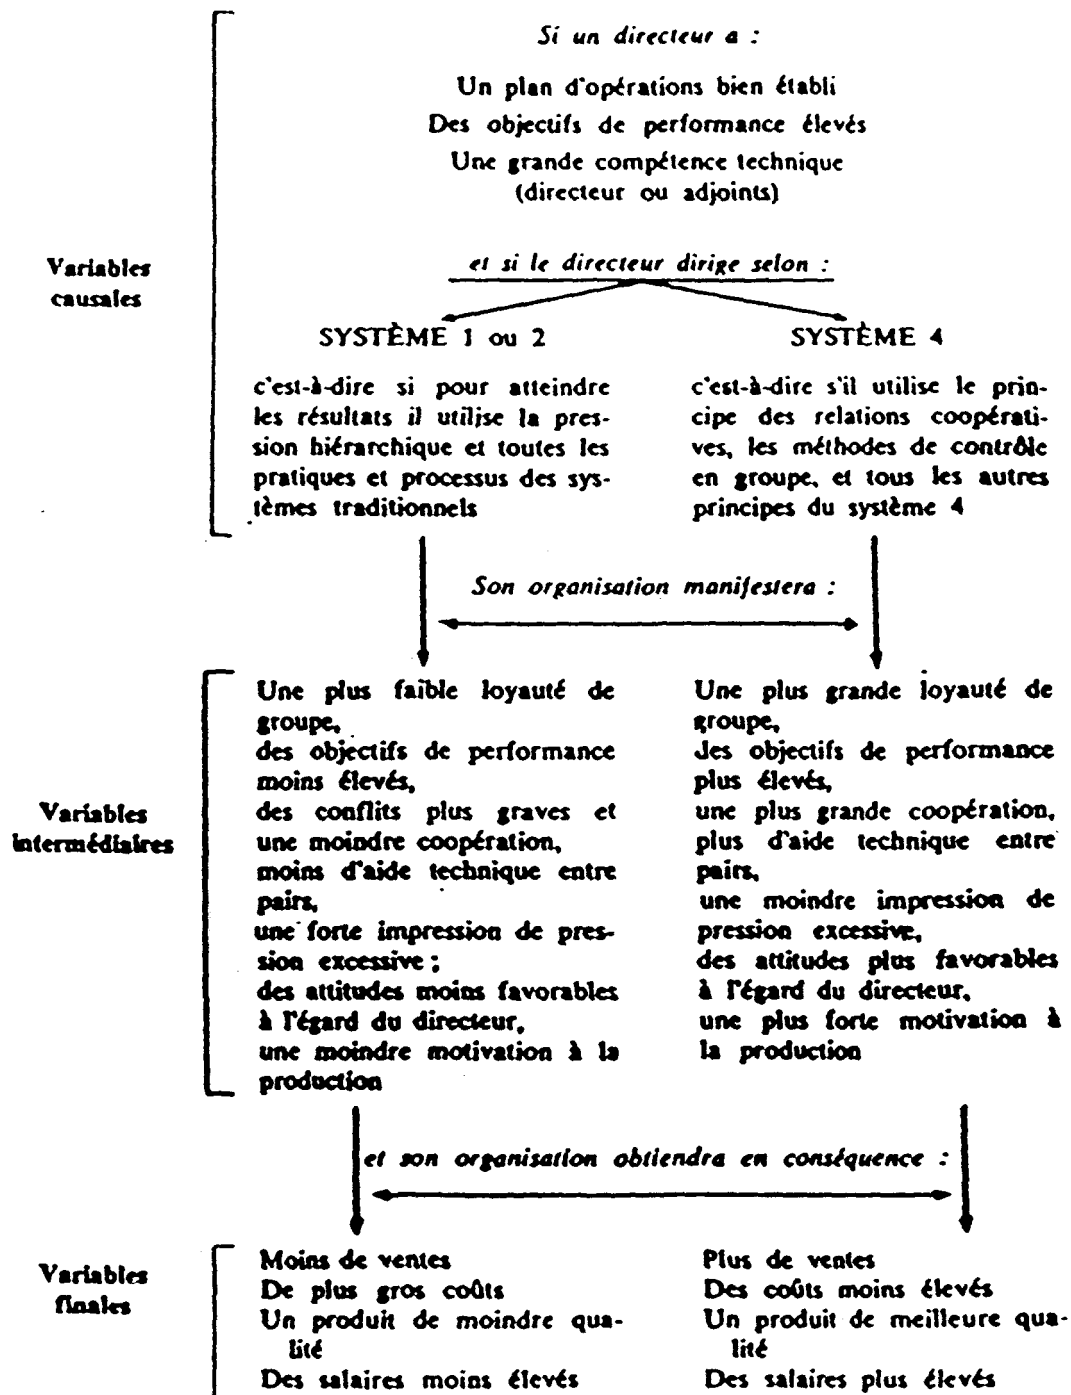 Si un directeur a :
Un plan d'opérations bien établi
Des objectifs de performance élevés
Une grande compétence technique
(directeur ou adjoints)
Variables
causales
et si le directeur dirige selon :
SYSTÈME 1 ou 2
c'est-à-dire si pour atteindre
les résultats il utilise la pres-
sion hiérarchique et toutes les
pratiques et processus des sys-
tèmes traditionnels
SYSTÈME 4
c'est-à-dire s'il utilise le prin-
cipe des relations coopérati-
ves, les méthodes de contrôle
en groupe, et tous les autres
principes du système 4
Son organisation manifestera :
Variables
intermédiaires
Une plus faible loyauté de
groupe,
des objectifs de performance
moins élevés,
des conflits plus graves et
une moindre coopération,
moins d'aide technique entre
pairs,
une forte impression de pres-
sion excessive ;
des attitudes moins favorables
à l'égard du directeur,
une moindre motivation à la
production
Une plus grande loyauté de
groupe,
des objectifs de performance
plus élevés,
une plus grande coopération,
plus d'aide technique entre
pairs,
une moindre impression de
pression excessive,
des attitudes plus favorables
à l'égard du directeur,
une plus forte motivation à
la production
et son organisation obtiendra en conséquence :
Variables
finales
Moins de ventes
De plus gros coûts
Un produit de moindre qua-
lité
Des salaires moins élevés
Plus de ventes
Des coûts moins élevés
Un produit de meilleure qua-
lité
Des salaires plus élevés